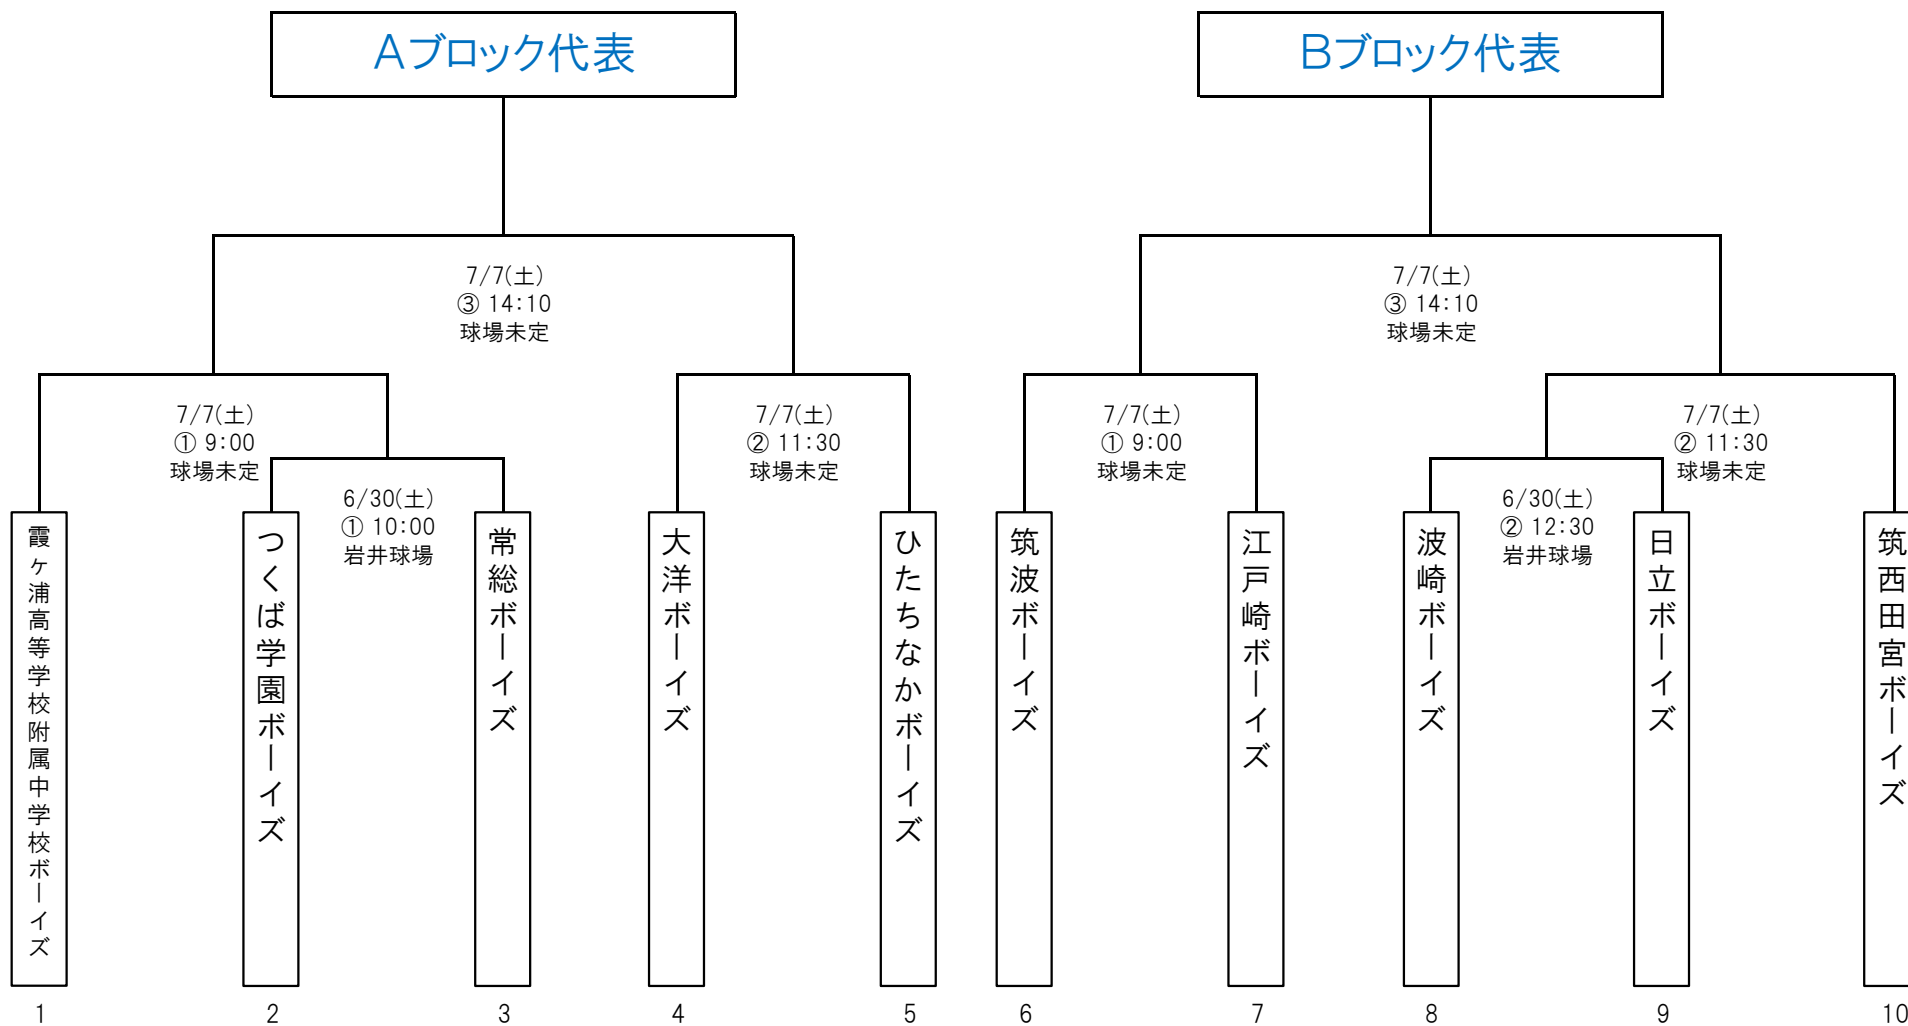 Aブロック代表
Bブロック代表
7/7(土)
③ 14:10
球場未定
7/7(土)
③ 14:10
球場未定
7/7(土)
① 9:00
球場未定
7/7(土)
② 11:30
球場未定
7/7(土)
① 9:00
球場未定
7/7(土)
② 11:30
球場未定
6/30(土)
① 10:00
岩井球場
6/30(土)
② 12:30
岩井球場
霞ヶ浦高等学校附属中学校ボーイズ
つくば学園ボーイズ
常総ボーイズ
大洋ボーイズ
ひたちなかボーイズ
筑波ボーイズ
江戸崎ボーイズ
波崎ボーイズ
日立ボーイズ
筑西田宮ボーイズ
1
2
3
4
5
6
7
8
9
10